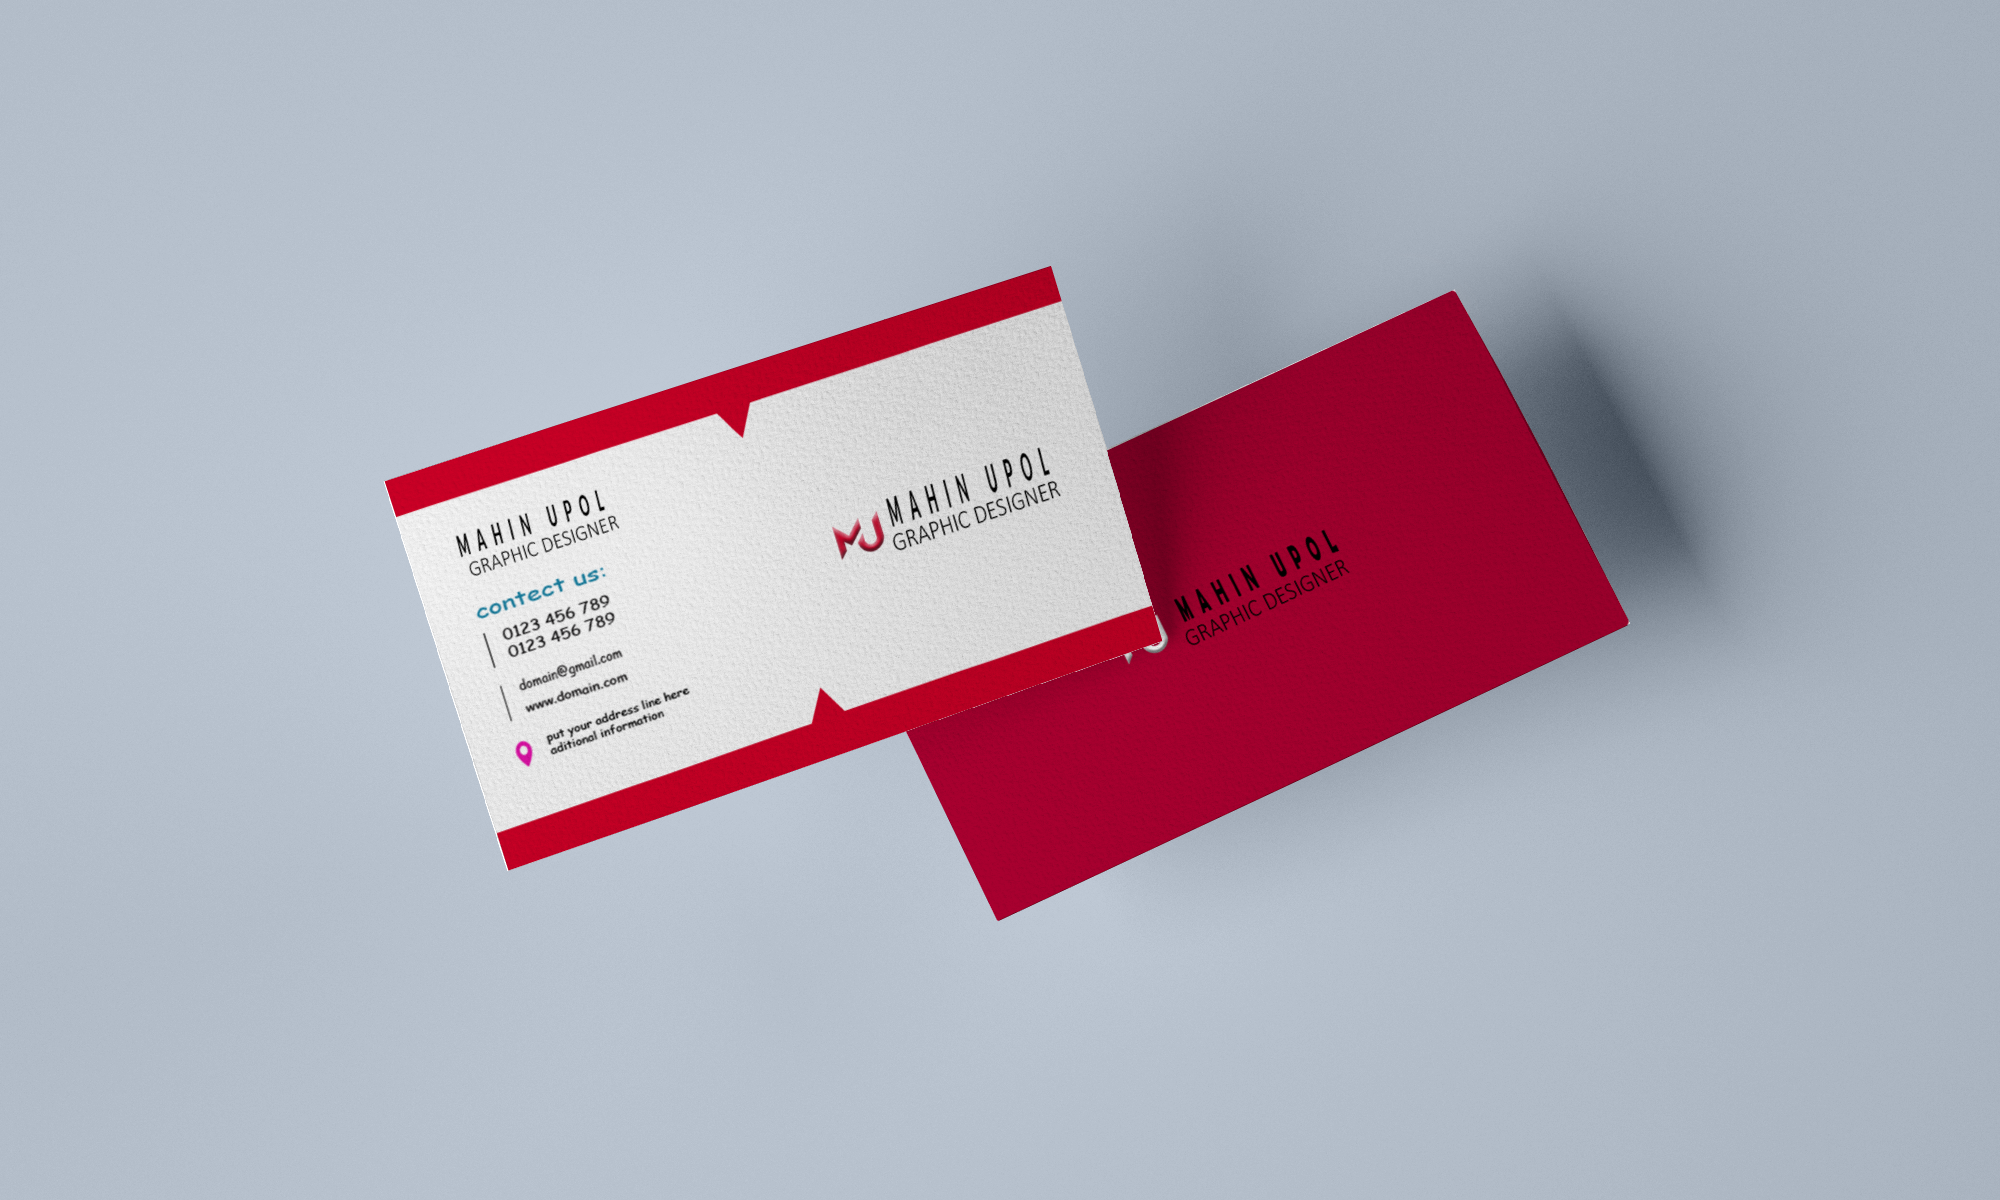 MAHIN UPOL
GRAPHIC DESIGNER
contect us:
0123 456 789
0123 456 789
domain@gmail.com
www.domain.com
put your address line here
aditional information
MU
MAHIN UPOL
GRAPHIC DESIGNER
MAHIN UPOL
GRAPHIC DESIGNER